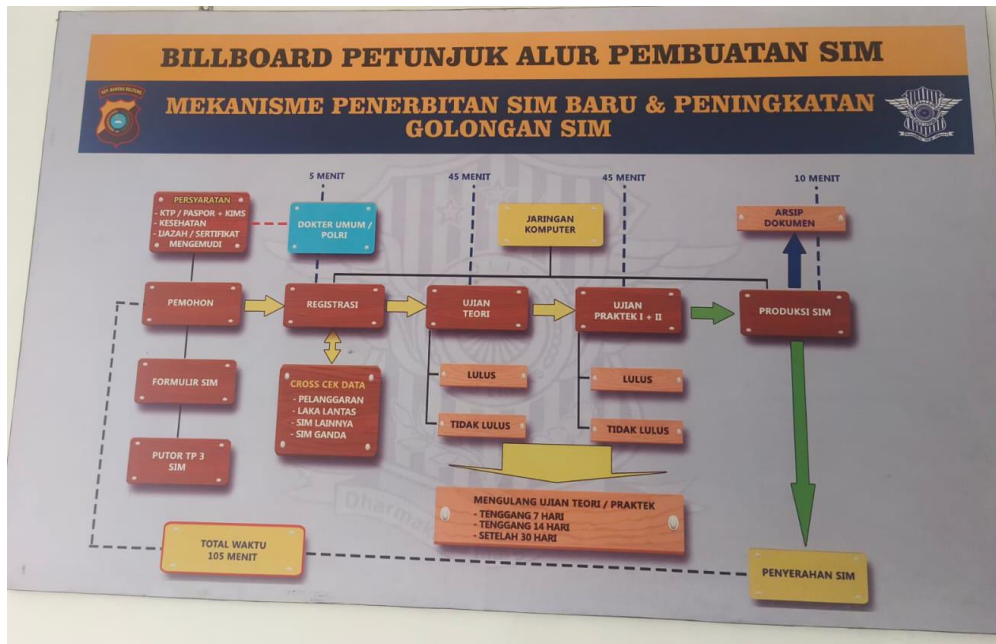 BILLBOARD PETUNJUK ALUR PEMBUATAN SIM
MEKANISME PENERBITAN SIM BARU & PENINGKATAN
GOLONGAN SIM
5 MENIT
45 MENIT
45 MENIT
10 MENIT
PERSYARATAN
- KTP / PASPOR + KIMS
- KESEHATAN
- IJAZAH / SERTIFIKAT
MENGEMUDI
DOKTER UMUM /
POLRI
JARINGAN
KOMPUTER
ARSIP
DOKUMEN
PEMOHON
REGISTRASI
UJIAN
TEORI
UJIAN
PRAKTEK I + II
PRODUKSI SIM
FORMULIR SIM
CROSS CEK DATA
- PELANGGARAN
- LAKA LANTAS
- SIM LAINNYA
- SIM GANDA
LULUS
TIDAK LULUS
LULUS
TIDAK LULUS
PUTOR TP 3
SIM
MENGULANG UJIAN TEORI / PRAKTEK
- TENGGANG 7 HARI
- TENGGANG 14 HARI
- SETELAH 30 HARI
TOTAL WAKTU
105 MENIT
PENYERAHAN SIM